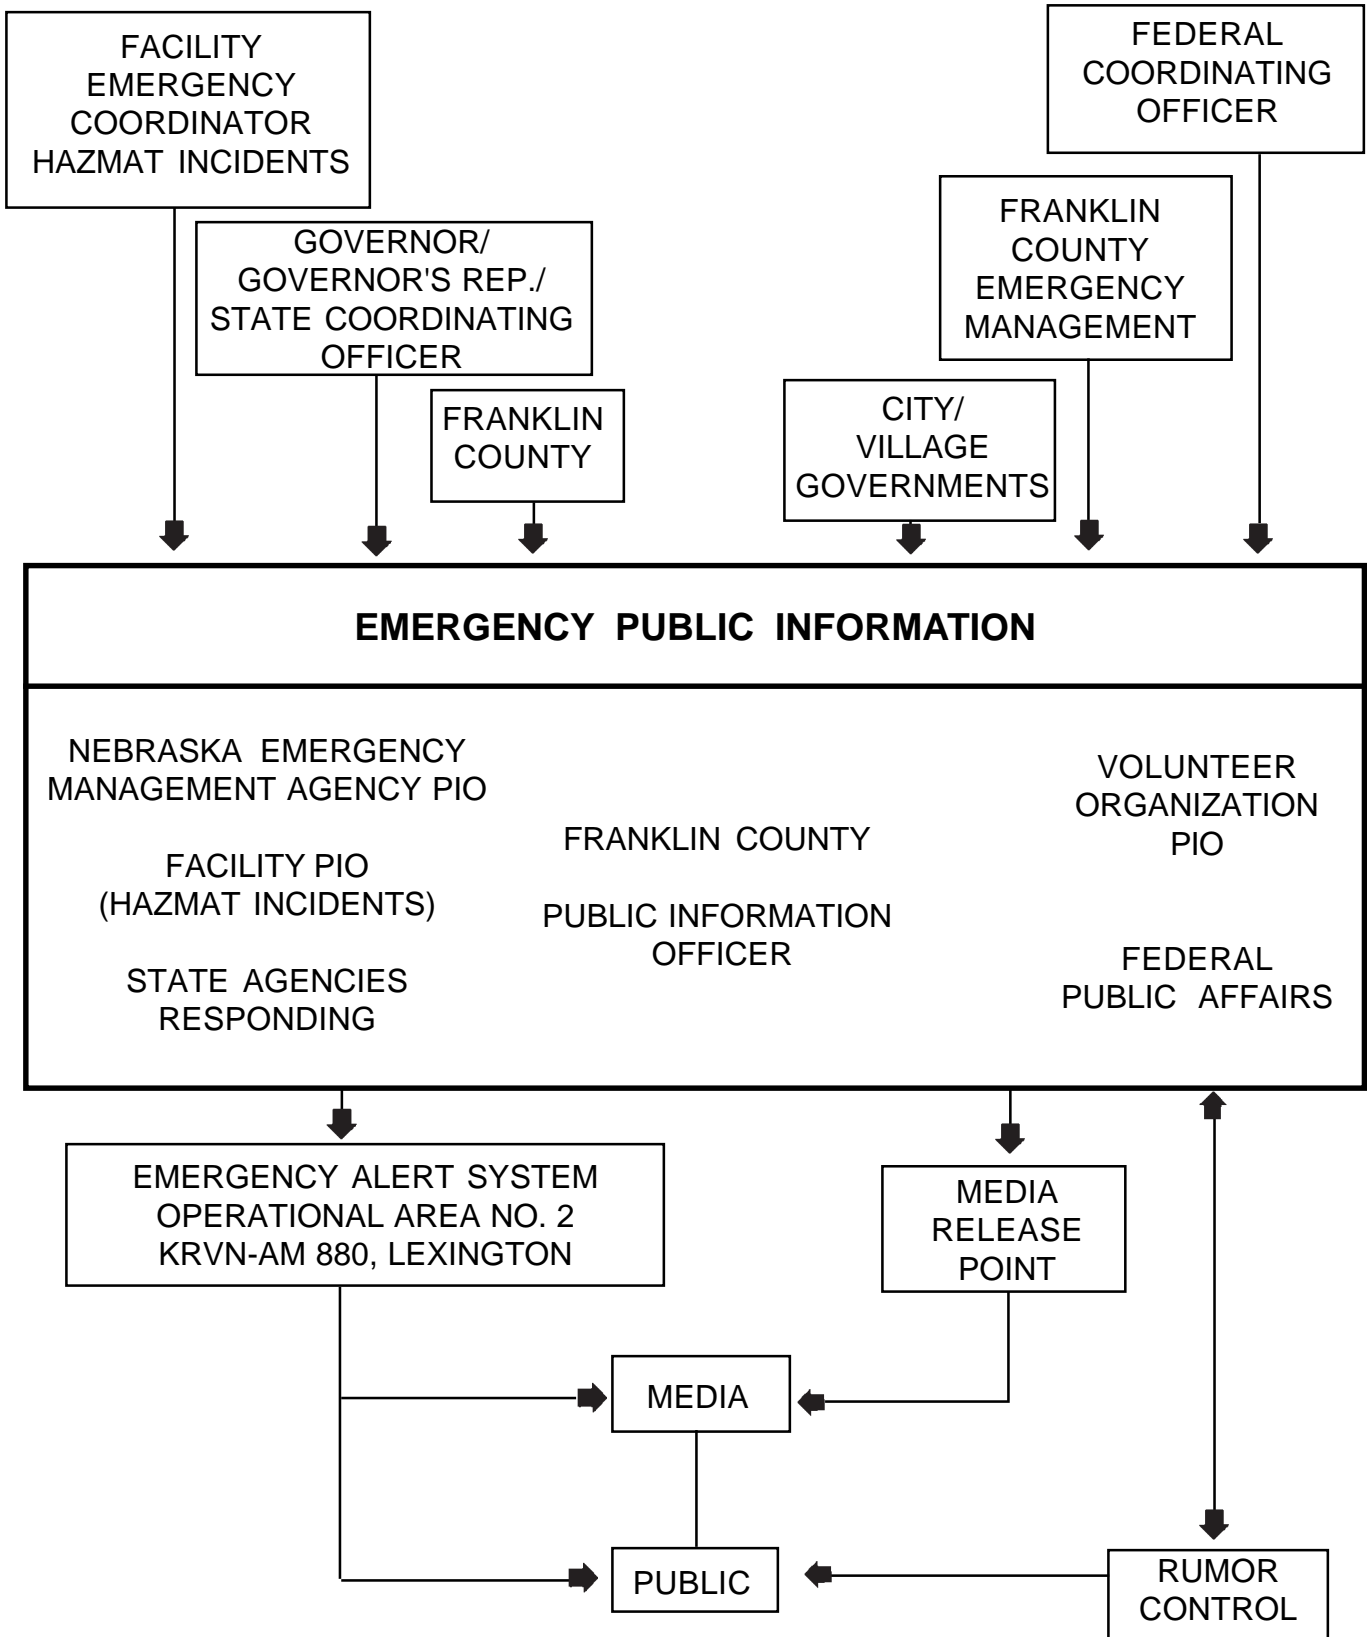 FACILITY
EMERGENCY
COORDINATOR
HAZMAT INCIDENTS
GOVERNOR/
GOVERNOR'S REP./
STATE COORDINATING
OFFICER
FRANKLIN
COUNTY
CITY/
VILLAGE
GOVERNMENTS
FRANKLIN
COUNTY
EMERGENCY
MANAGEMENT
FEDERAL
COORDINATING
OFFICER
EMERGENCY PUBLIC INFORMATION
NEBRASKA EMERGENCY
MANAGEMENT AGENCY PIO
FACILITY PIO
(HAZMAT INCIDENTS)
STATE AGENCIES
RESPONDING
FRANKLIN COUNTY
PUBLIC INFORMATION
OFFICER
VOLUNTEER
ORGANIZATION
PIO
FEDERAL
PUBLIC AFFAIRS
EMERGENCY ALERT SYSTEM
OPERATIONAL AREA NO. 2
KRVN-AM 880, LEXINGTON
MEDIA
RELEASE
POINT
MEDIA
PUBLIC
RUMOR
CONTROL